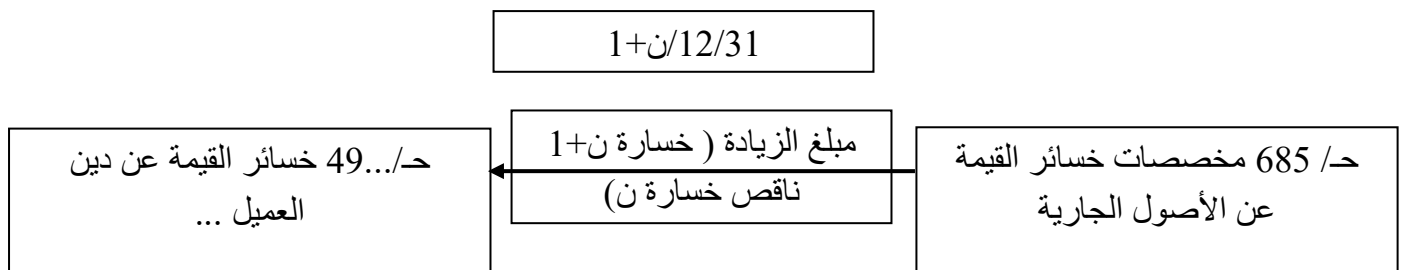 31/12/ن+1
حـ/ 685 مخصصات خسائر القيمة
عن الأصول الجارية
مبلغ الزيادة ( خسارة ن+1
ناقص خسارة ن)
حـ/...49 خسائر القيمة عن دين
العميل ...